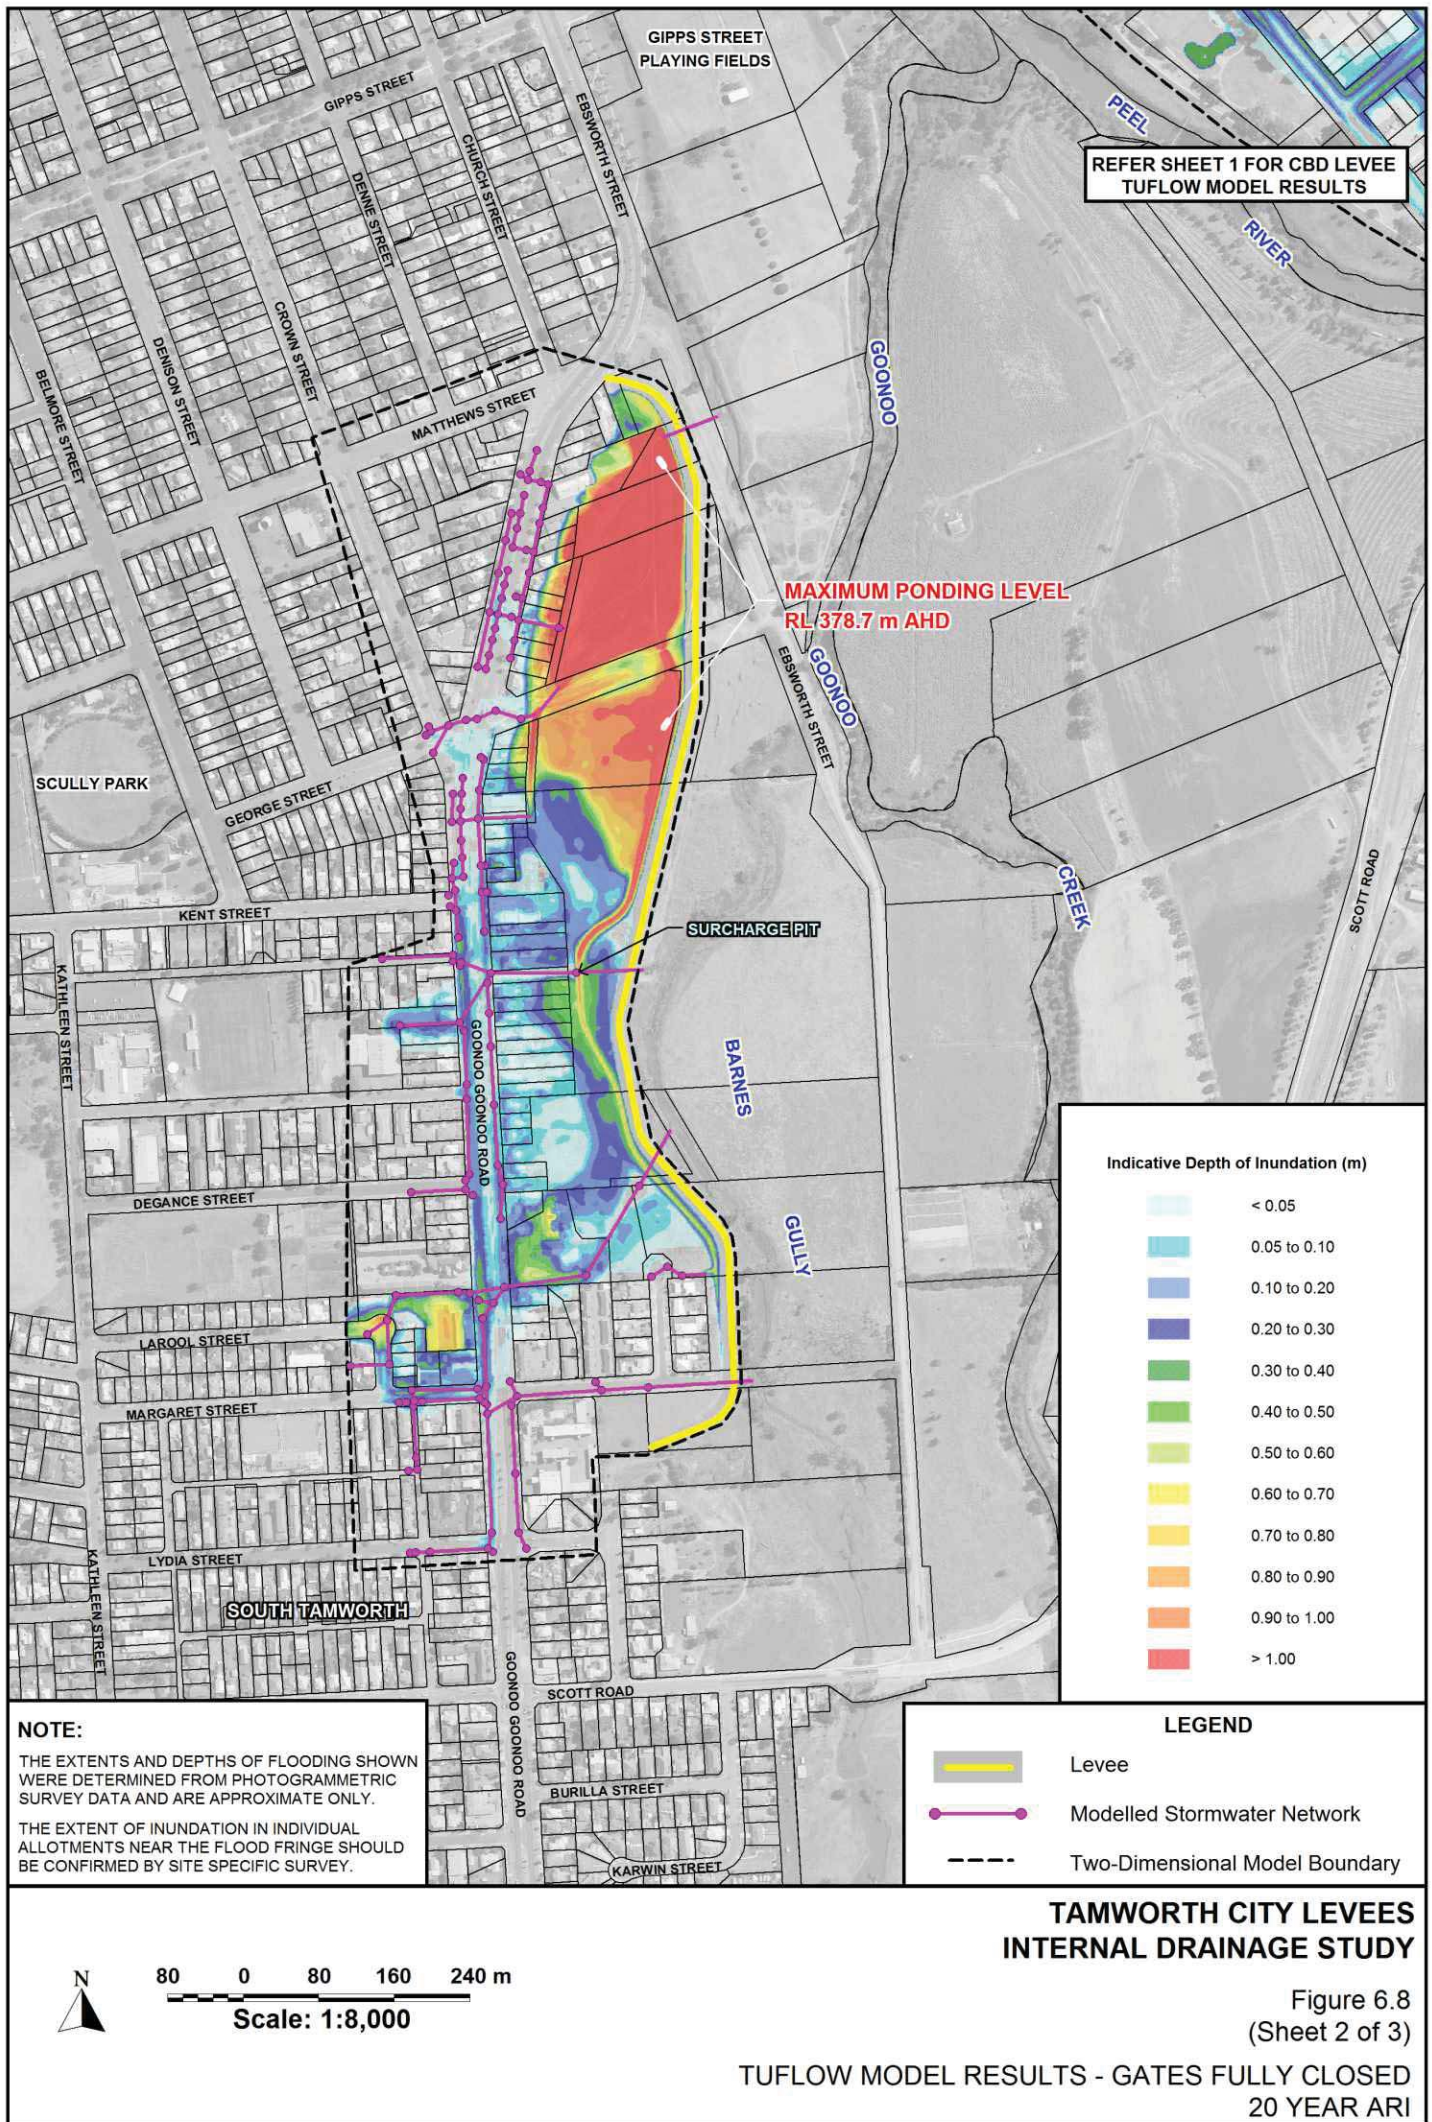 GIPPS STREET
PLAYING FIELDS
GIPPS STREET
EBSWORTH STREET
CHURCH STREET
DENNE STREET
PEEL
RIVER
REFER SHEET 1 FOR CBD LEVEE
TUFLOW MODEL RESULTS
CROWN STREET
DENISON STREET
BELMORE STREET
MATTHEWS STREET
GOONOO
MAXIMUM PONDING LEVEL
RL 378.7 m AHD
GOONOO
EBSWORTH STREET
SCULLY PARK
GEORGE STREET
CREEK
SCOTT ROAD
KENT STREET
SURCHARGE PIT
KATHLEEN STREET
GOONOO GOONOO ROAD
BARNES
GULLY
DEGANCE STREET
LAROOL STREET
MARGARET STREET
LYDIA STREET
KATHLEEN STREET
SOUTH TAMWORTH
GOONOO GOONOO ROAD
SCOTT ROAD
BURILLA STREET
KARWIN STREET
Indicative Depth of Inundation (m)
< 0.05
0.05 to 0.10
0.10 to 0.20
0.20 to 0.30
0.30 to 0.40
0.40 to 0.50
0.50 to 0.60
0.60 to 0.70
0.70 to 0.80
0.80 to 0.90
0.90 to 1.00
> 1.00
NOTE:
THE EXTENTS AND DEPTHS OF FLOODING SHOWN
WERE DETERMINED FROM PHOTOGRAMMETRIC
SURVEY DATA AND ARE APPROXIMATE ONLY.
THE EXTENT OF INUNDATION IN INDIVIDUAL
ALLOTMENTS NEAR THE FLOOD FRINGE SHOULD
BE CONFIRMED BY SITE SPECIFIC SURVEY.
LEGEND
Levee
Modelled Stormwater Network
Two-Dimensional Model Boundary
N
80 0 80 160 240 m
Scale: 1:8,000
TAMWORTH CITY LEVEES
INTERNAL DRAINAGE STUDY
Figure 6.8
(Sheet 2 of 3)
TUFLOW MODEL RESULTS - GATES FULLY CLOSED
20 YEAR ARI